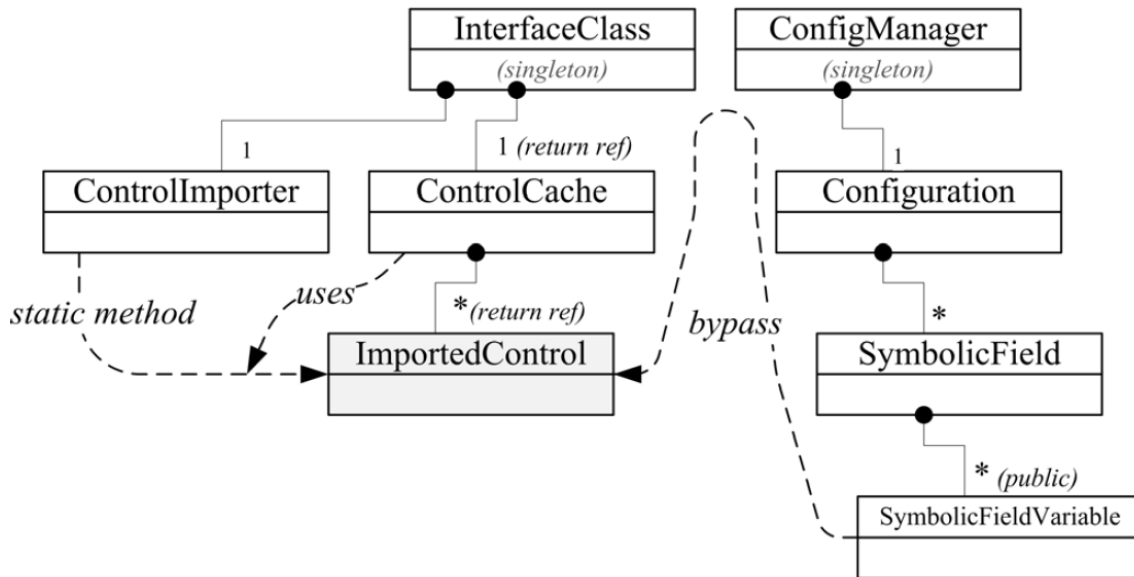 InterfaceClass
(singleton)
ConfigManager
(singleton)
1
1 (return ref)
1
ControlImporter
ControlCache
Configuration
static method
uses
* (return ref)
bypass
*
ImportedControl
SymbolicField
* (public)
SymbolicFieldVariable